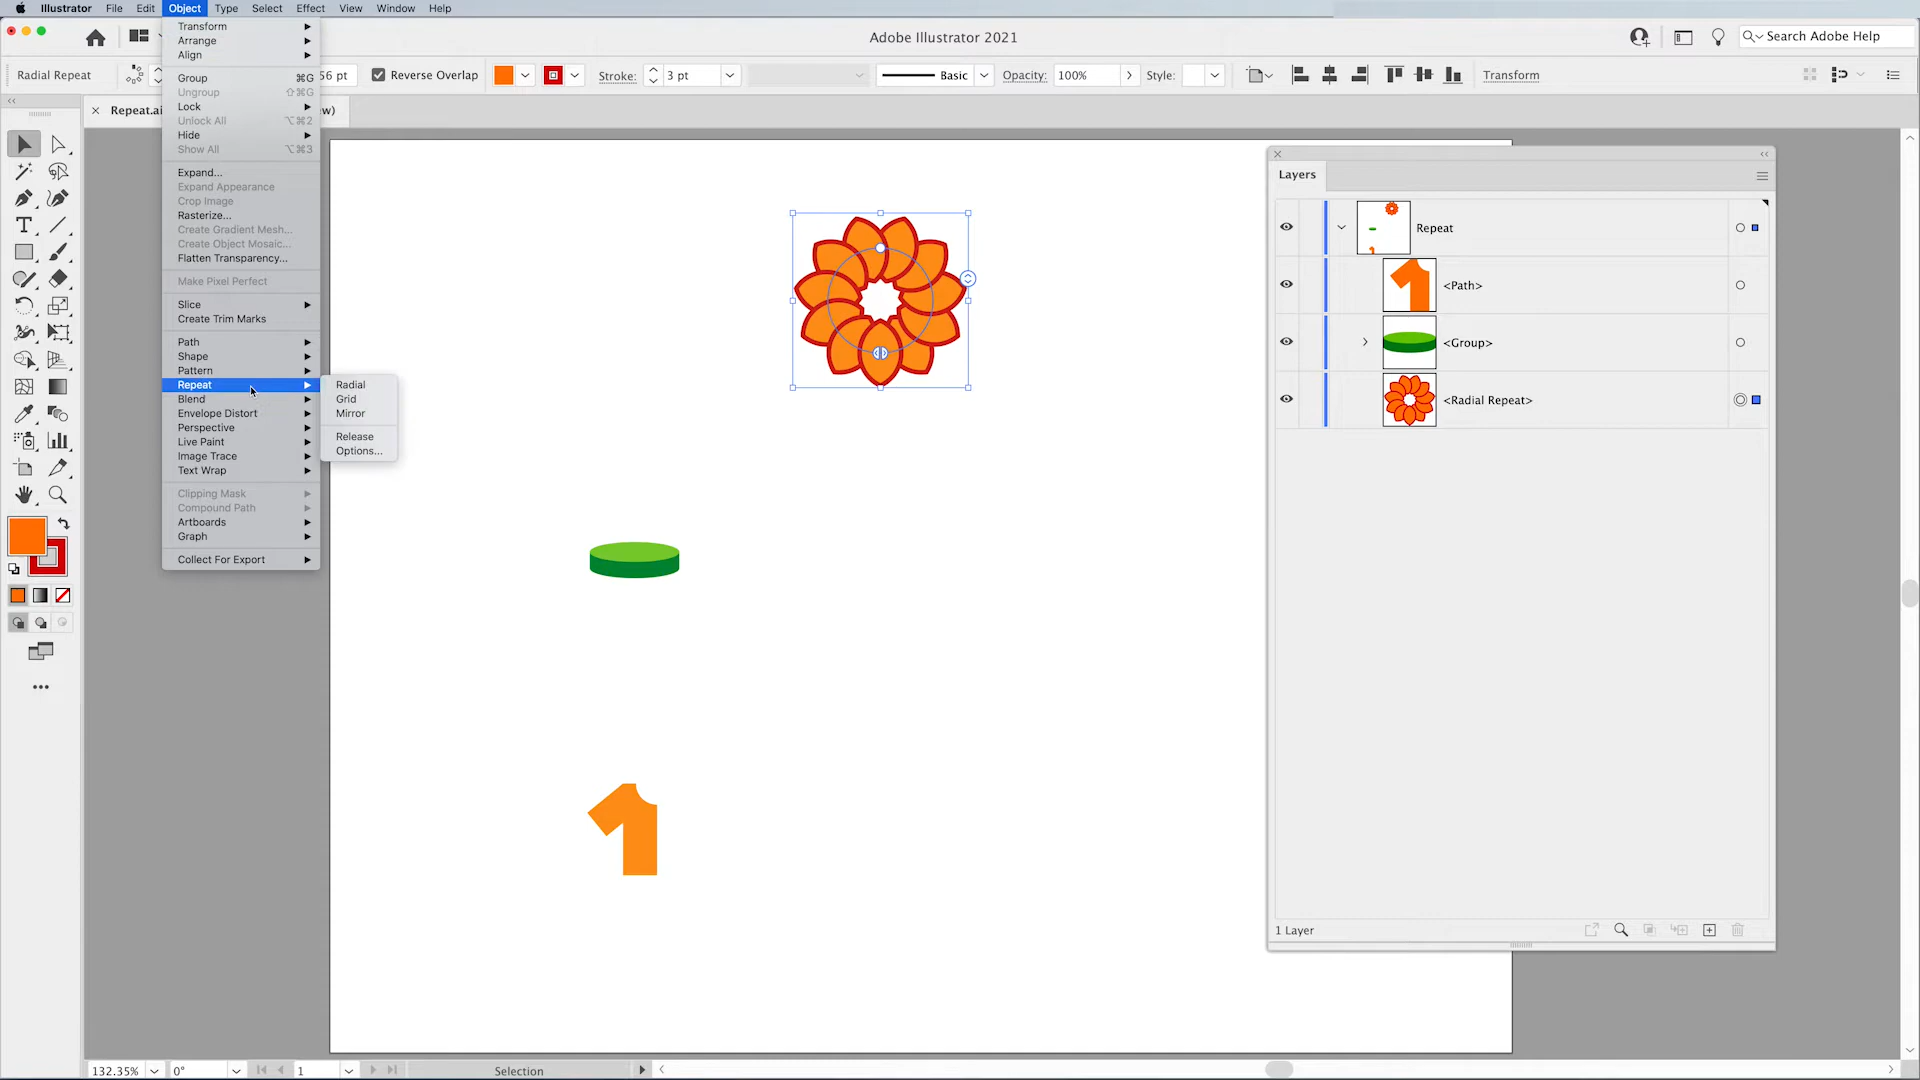 Illustrator File Edit Object Type Select Effect View Window Help
Adobe Illustrator 2021
Search Adobe Help
Radial Repeat
56 pt
Reverse Overlap
Stroke:
3 pt
Basic
Opacity:
100%
Style:
Transform
Repeat.ai
w)
Transform
Arrange
Align
Group ⌘G
Ungroup ⇧⌘G
Lock
Unlock All ⌥⌘2
Hide
Show All ⌥⌘3
Expand...
Expand Appearance
Crop Image
Rasterize...
Create Gradient Mesh...
Create Object Mosaic...
Flatten Transparency...
Make Pixel Perfect
Slice
Create Trim Marks
Path
Shape
Pattern
Repeat
Blend
Envelope Distort
Perspective
Live Paint
Image Trace
Text Wrap
Clipping Mask
Compound Path
Artboards
Graph
Collect For Export
Radial
Grid
Mirror
Release
Options...
1
Layers
Repeat
<Path>
<Group>
<Radial Repeat>
1 Layer
132.35%
0°
1
Selection